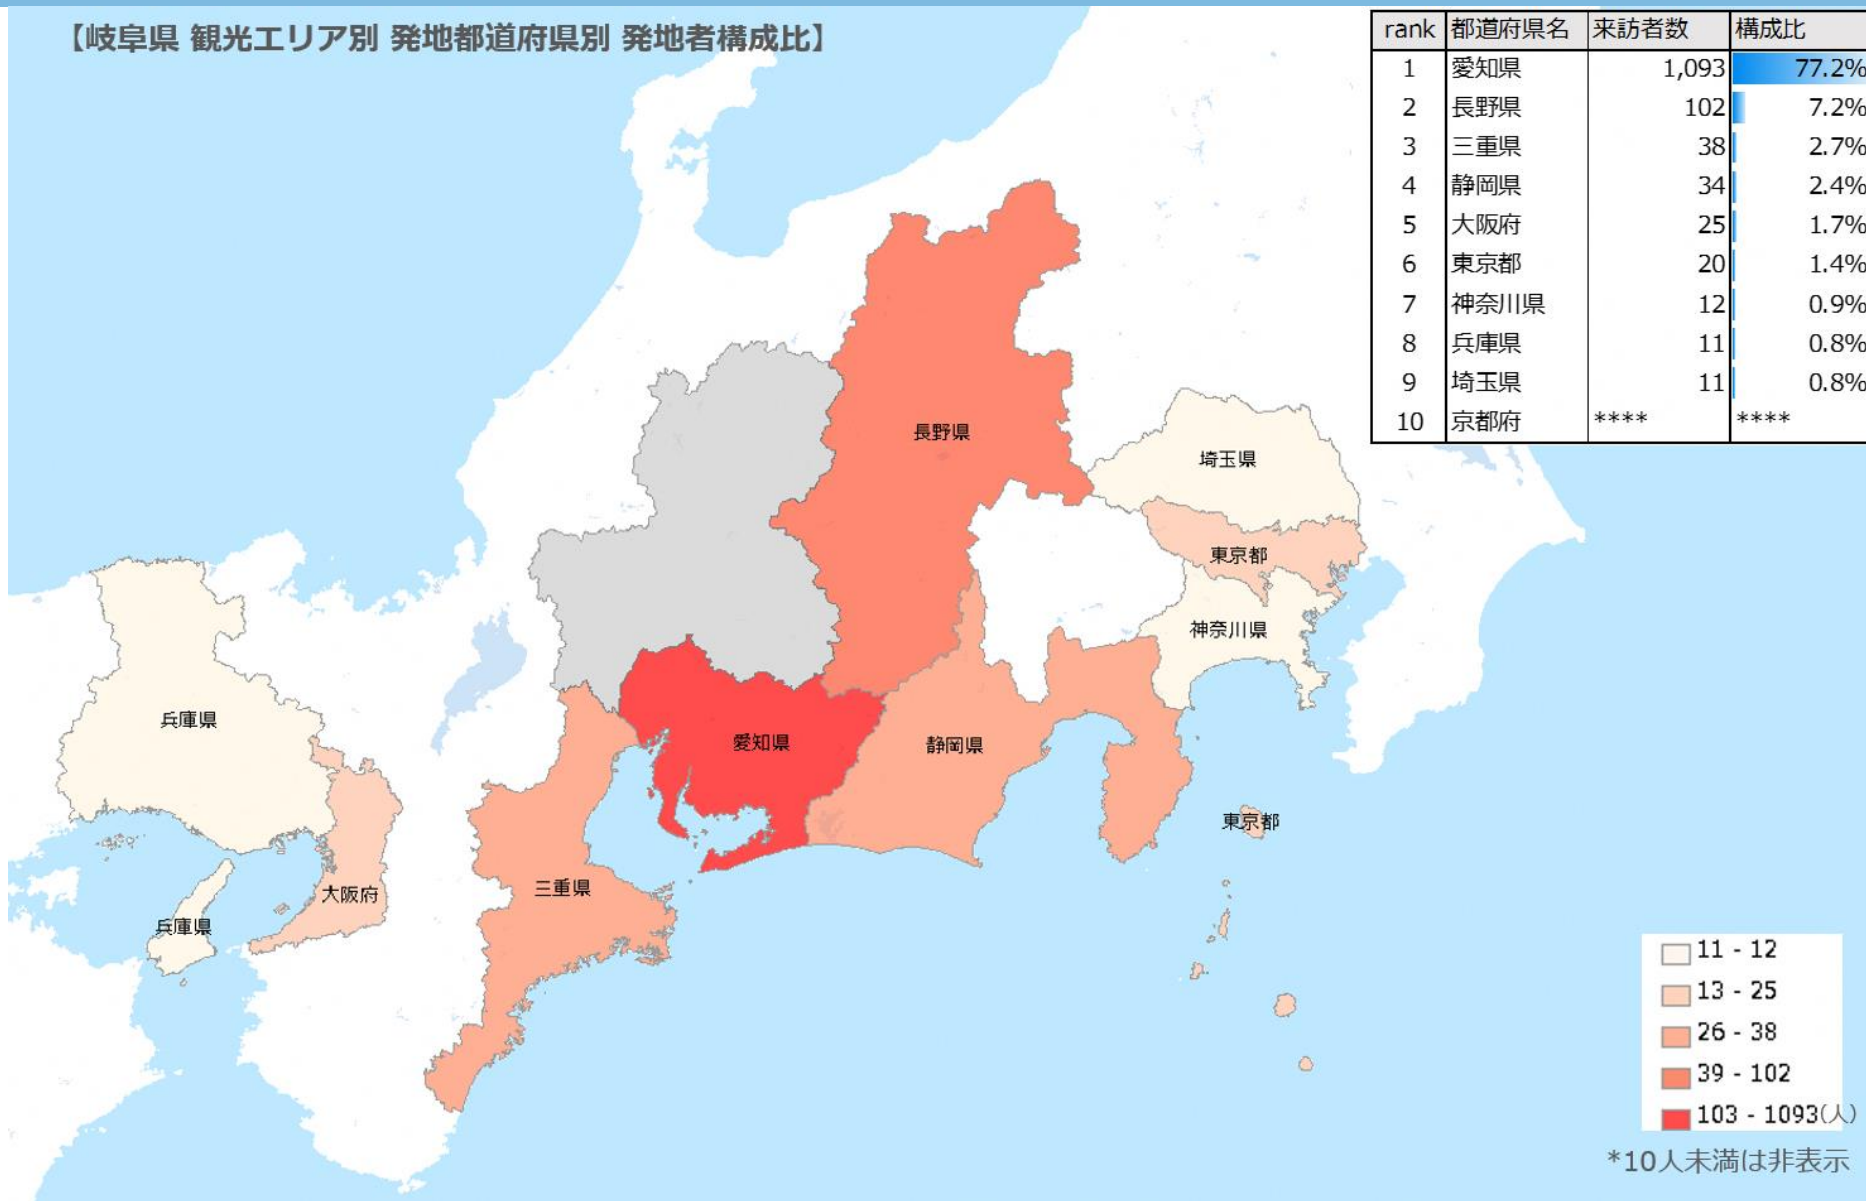 【岐阜県 観光エリア別 発地都道府県別 発地者構成比】
rank 都道府県名 来訪者数 構成比
1 愛知県 1,093 77.2%
2 長野県 102 7.2%
3 三重県 38 2.7%
4 静岡県 34 2.4%
5 大阪府 25 1.7%
6 東京都 20 1.4%
7 神奈川県 12 0.9%
8 兵庫県 11 0.8%
9 埼玉県 11 0.8%
10 京都府 **** ****
長野県
埼玉県
東京都
神奈川県
兵庫県
愛知県
静岡県
東京都
三重県
大阪府
兵庫県
11 - 12
13 - 25
26 - 38
39 - 102
103 - 1093(人)
*10人未満は非表示